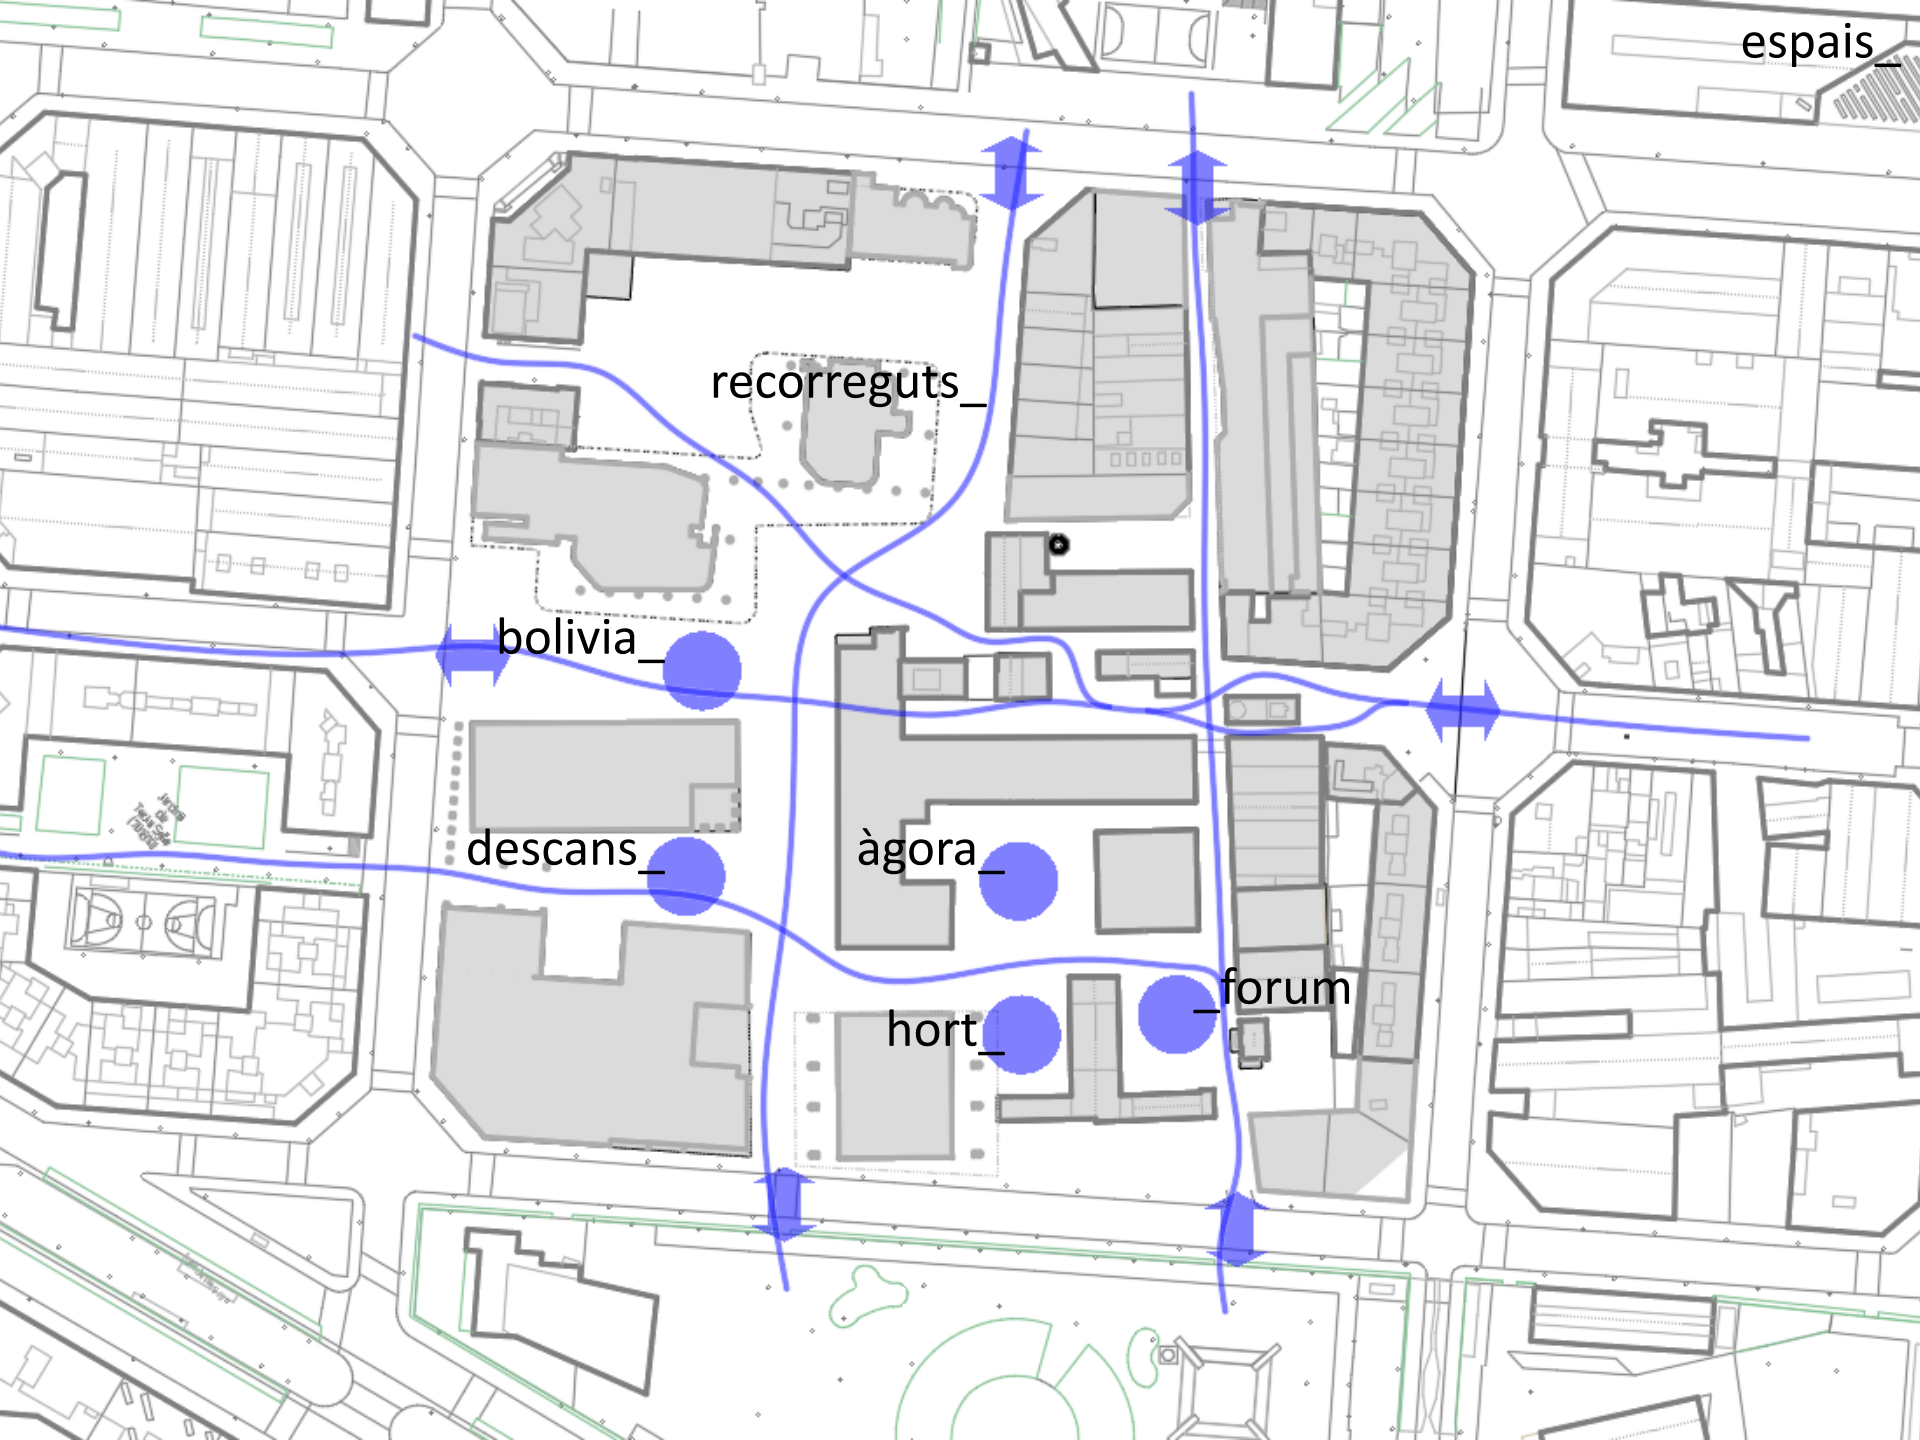 espais_
recorreguts_
bolivia_
descans_
àgora_
_forum
hort_